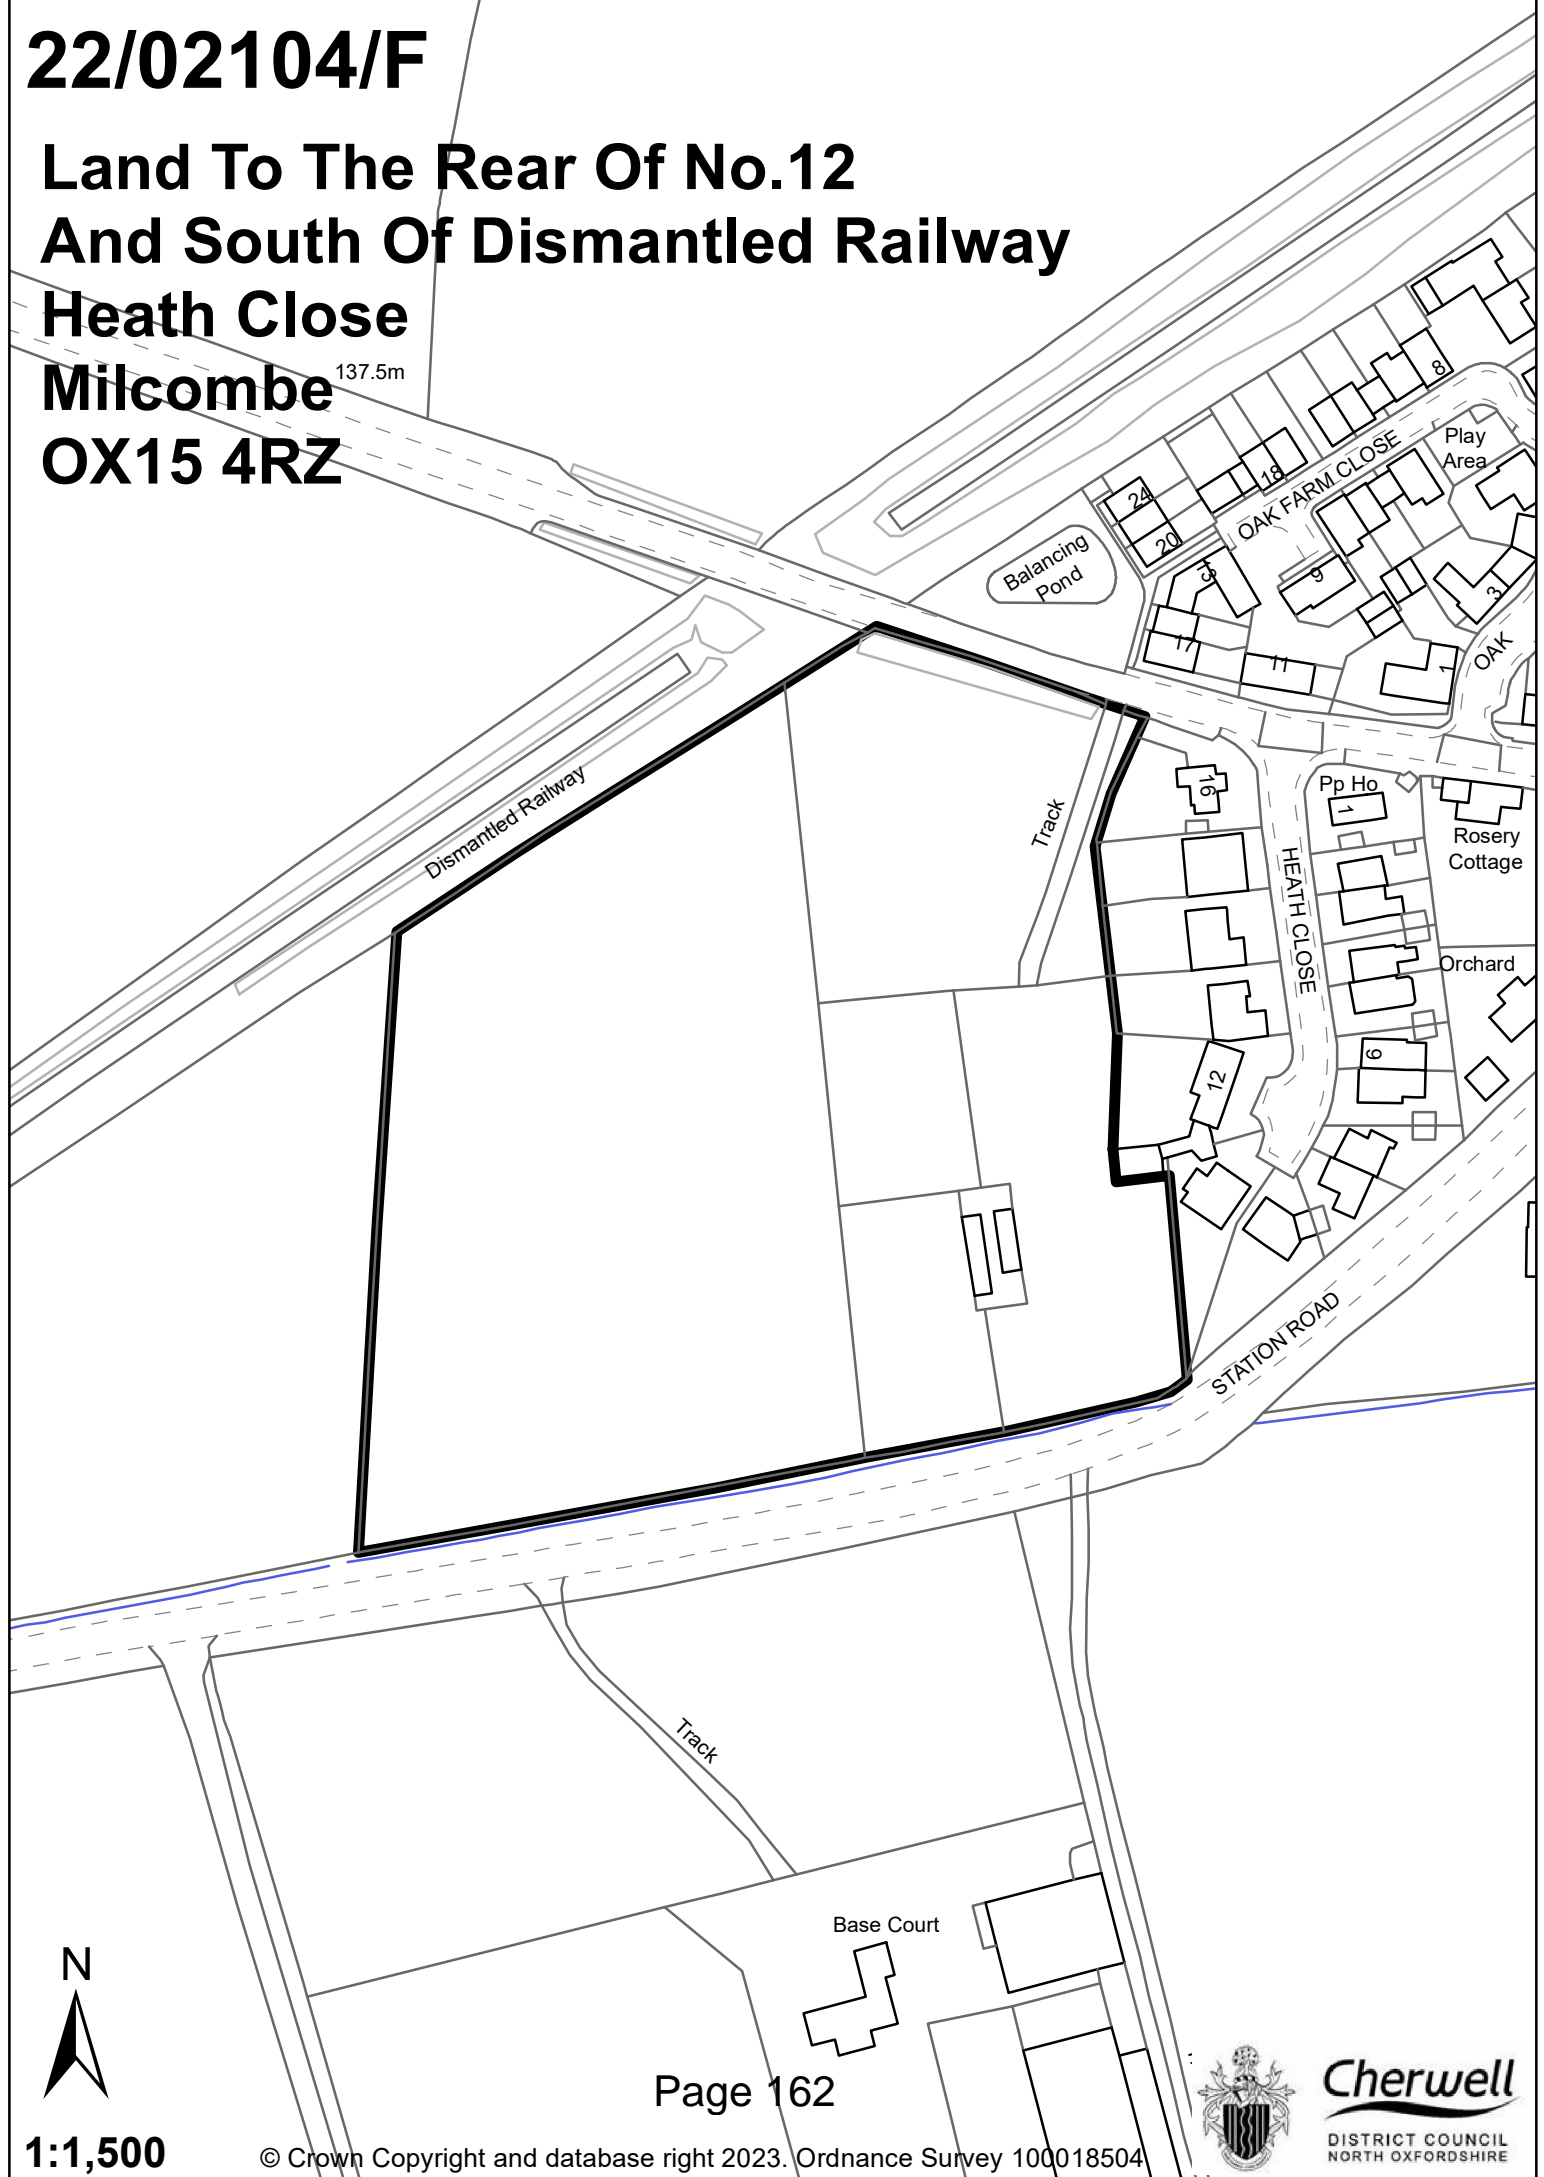 22/02104/F
Land To The Rear Of No.12
And South Of Dismantled Railway
Heath Close
Milcombe
OX15 4RZ
137.5m
8
Play
Area
OAK FARM CLOSE
18
24
20
Balancing
Pond
13
9
3
17
11
1
OAK
Dismantled Railway
Track
16
Pp Ho
1
Rosery
Cottage
HEATH CLOSE
Orchard
6
12
STATION ROAD
Track
Base Court
N
1:1,500
Page 162
© Crown Copyright and database right 2023. Ordnance Survey 100018504
Cherwell
DISTRICT COUNCIL
NORTH OXFORDSHIRE